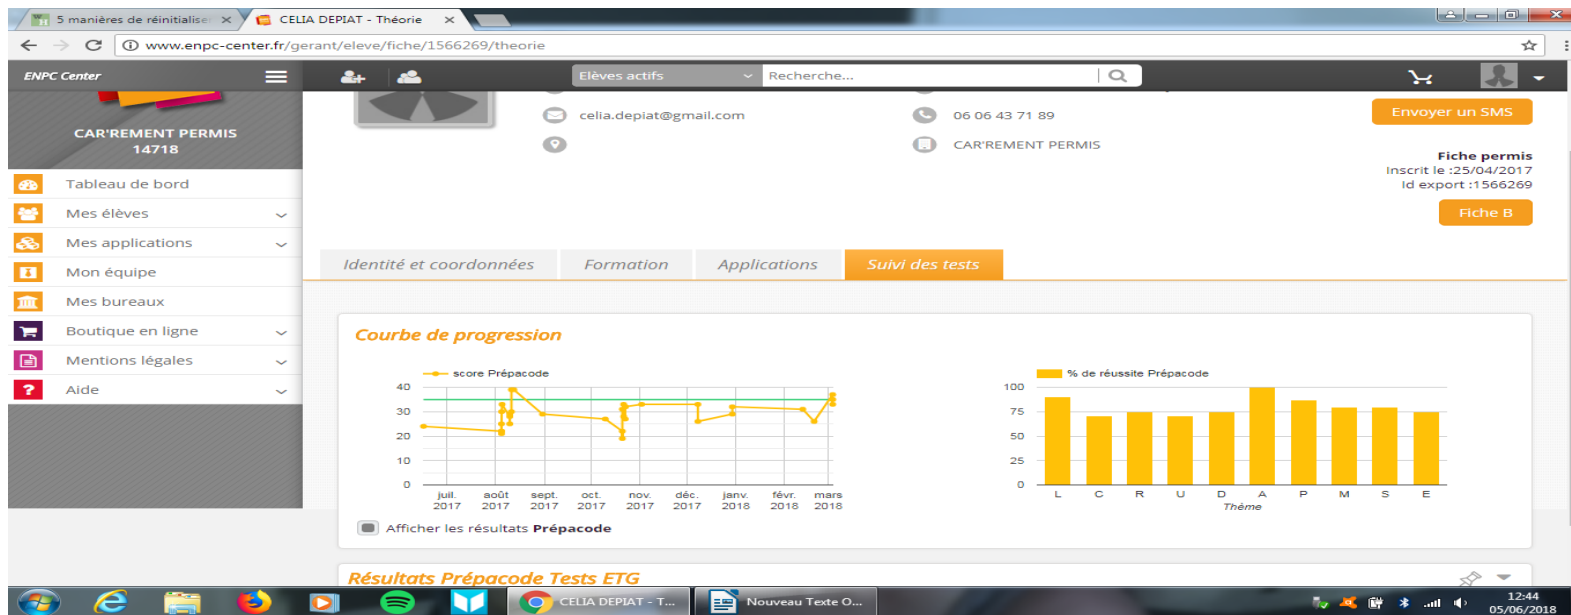 5 manières de réinitialise
CELIA DEPIAT - Théorie
www.enpc-center.fr/gerant/eleve/fiche/1566269/theorie
ENPC Center
Elèves actifs
Recherche...
CAR'REMENT PERMIS
14718
Tableau de bord
Mes élèves
Mes applications
Mon équipe
Mes bureaux
Boutique en ligne
Mentions légales
Aide
celia.depiat@gmail.com
06 06 43 71 89
CAR'REMENT PERMIS
Envoyer un SMS
Fiche permis
Inscrit le :25/04/2017
Id export :1566269
Fiche B
Identité et coordonnées
Formation
Applications
Suivi des tests
Courbe de progression
score Prépacode
40
30
20
10
0
juil. 2017
août 2017
sept. 2017
oct. 2017
nov. 2017
déc. 2017
janv. 2018
févr. 2018
mars 2018
Afficher les résultats Prépacode
% de réussite Prépacode
100
75
50
25
0
L C R U D A P M S E
Thème
Résultats Prépacode Tests ETG
CELIA DEPIAT - T...
Nouveau Texte O...
12:44
05/06/2018